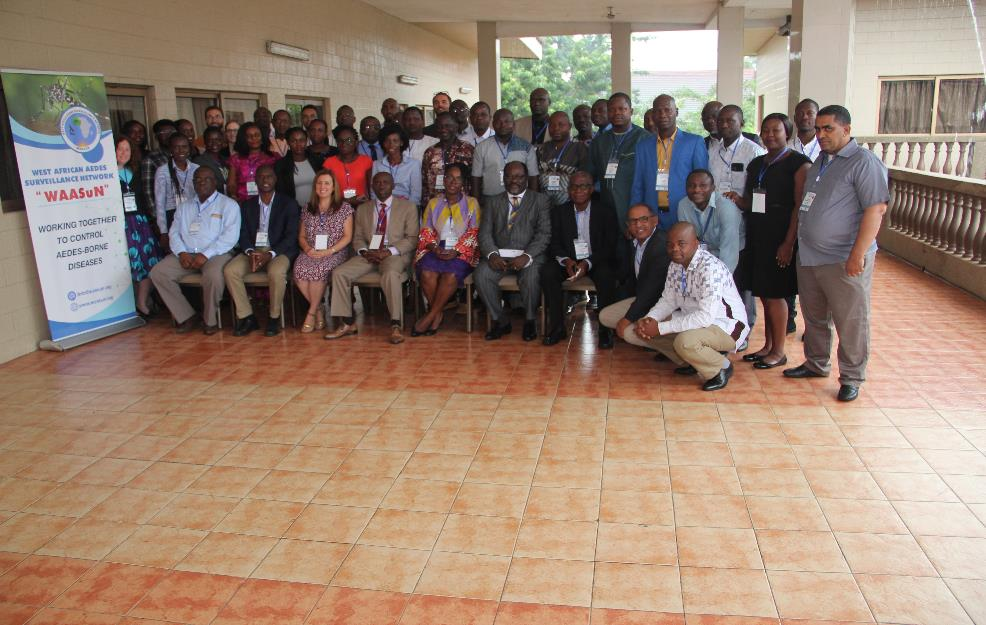 WEST AFRICAN AEDES
SURVEILLANCE NETWORK
"WAASuN"
WORKING TOGETHER
TO CONTROL
AEDES-BORNE
DISEASES